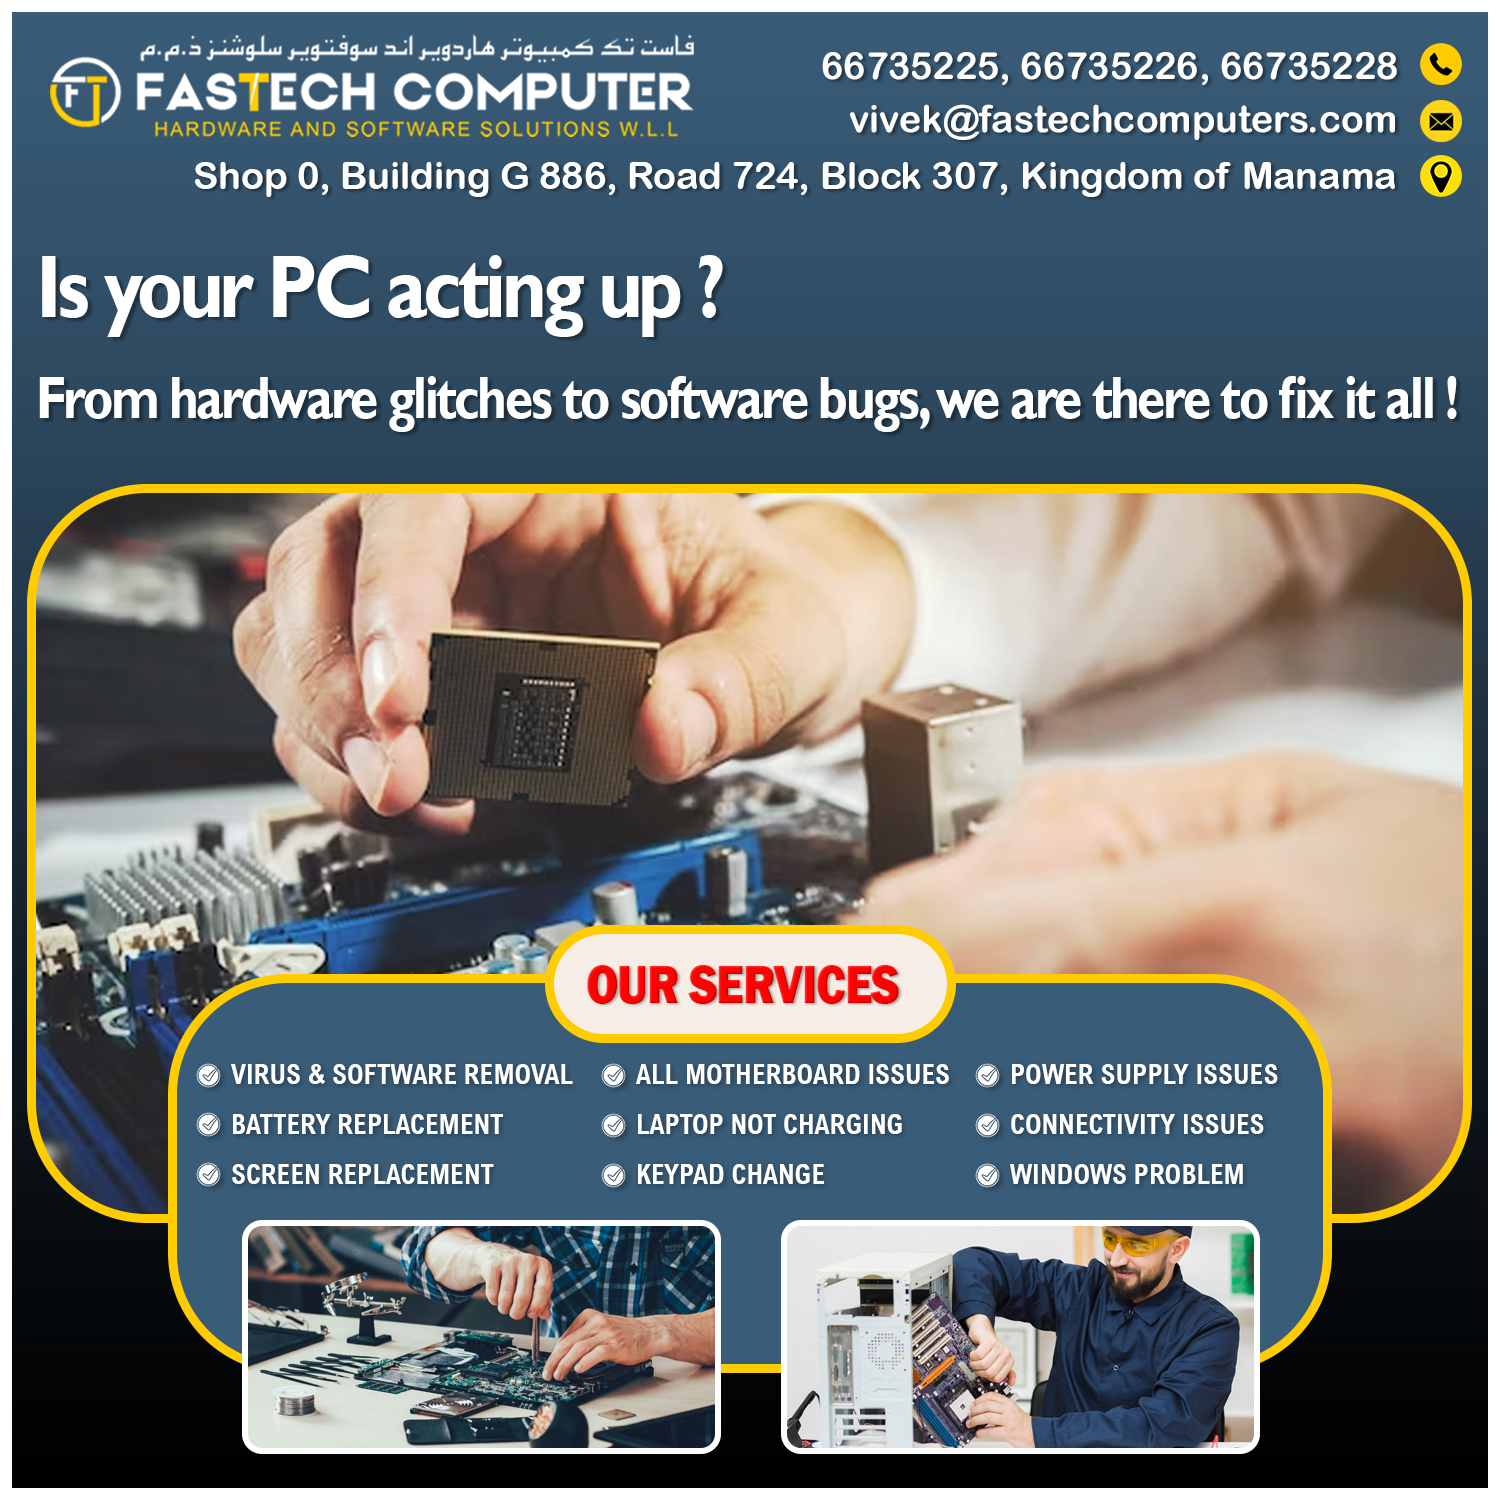 فاست تك كمبيوتر هاردوير اند سوفتوير سلوشنز ذ.م.م
FT FASTECH COMPUTER
HARDWARE AND SOFTWARE SOLUTIONS W.L.L
66735225, 66735226, 66735228
vivek@fastechcomputers.com
Shop 0, Building G 886, Road 724, Block 307, Kingdom of Manama
Is your PC acting up ?
From hardware glitches to software bugs, we are there to fix it all !
OUR SERVICES
VIRUS & SOFTWARE REMOVAL
BATTERY REPLACEMENT
SCREEN REPLACEMENT
ALL MOTHERBOARD ISSUES
LAPTOP NOT CHARGING
KEYPAD CHANGE
POWER SUPPLY ISSUES
CONNECTIVITY ISSUES
WINDOWS PROBLEM